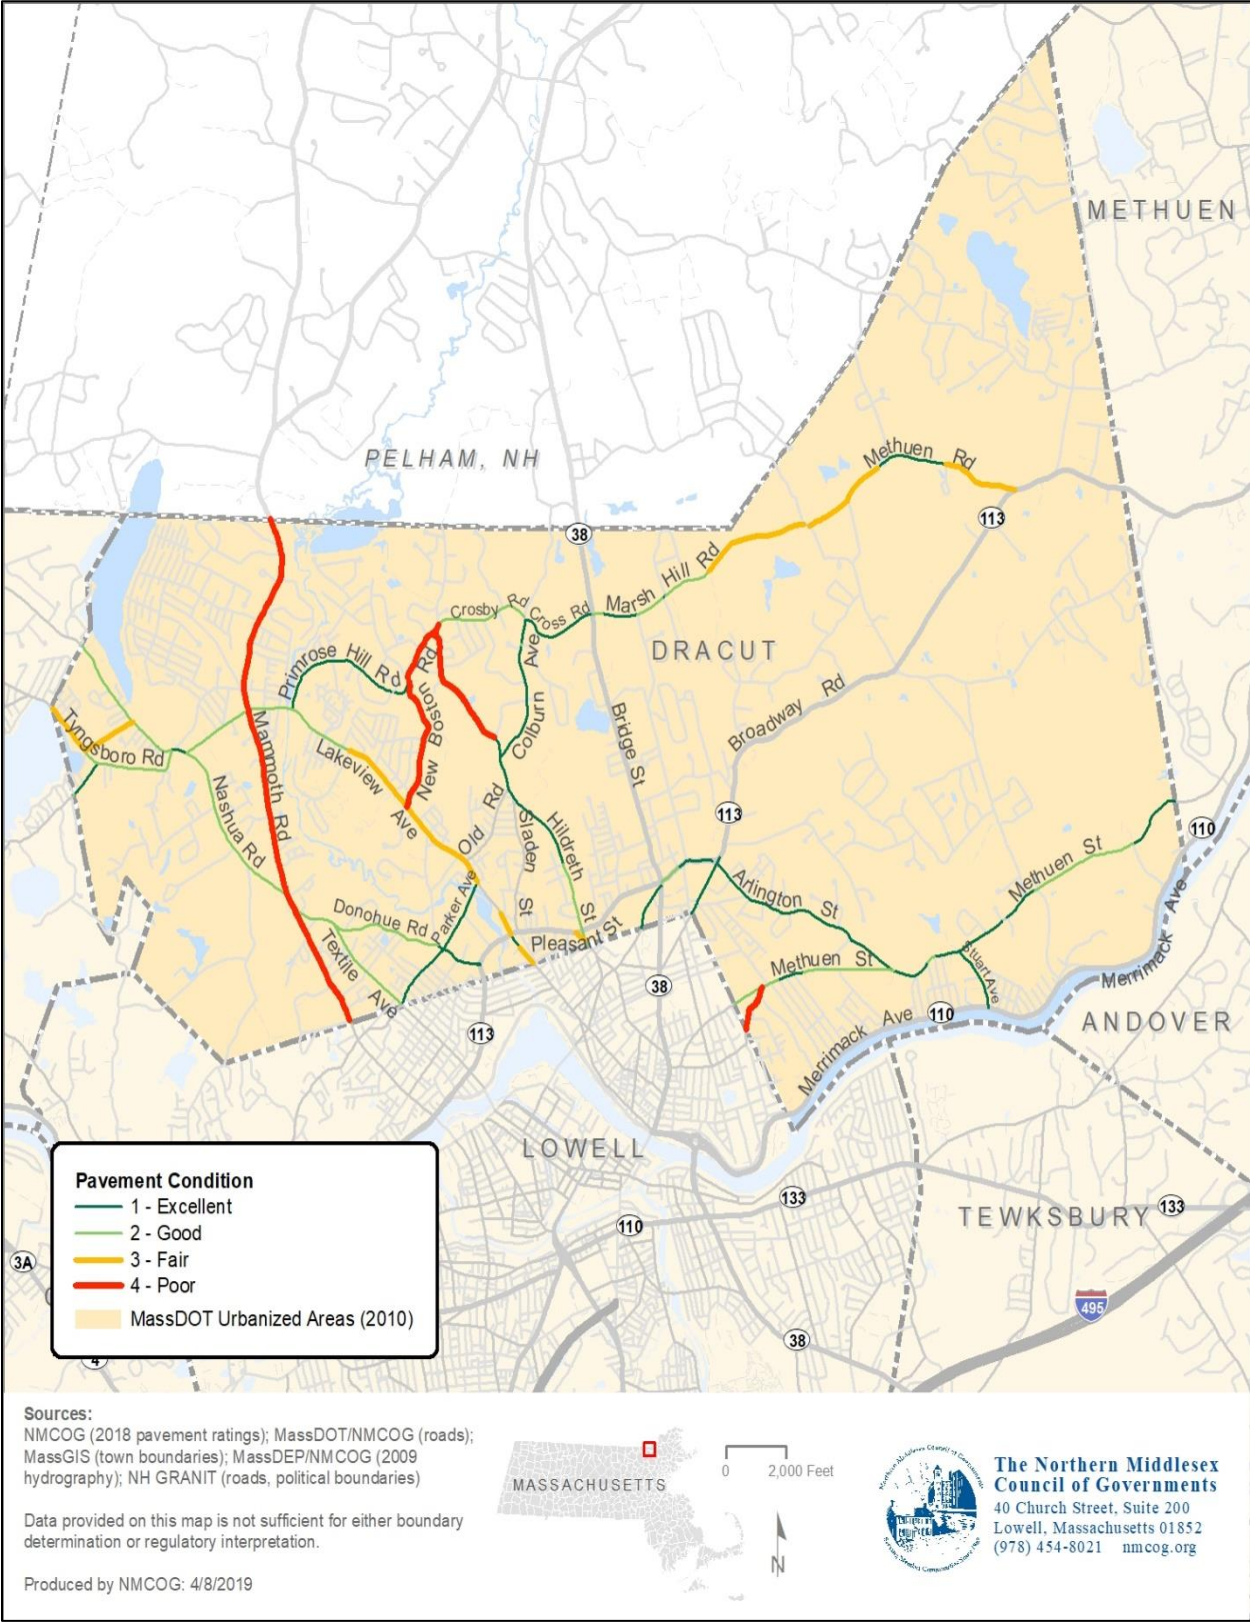 METHUEN
PELHAM, NH
Methuen Rd
113
38
Crosby Rd
Cross Rd
Marsh Hill Rd
DRACUT
Primrose Hill Rd
New Boston Rd
Colburn Ave
Bridge St
Broadway Rd
Tyngsboro Rd
Mammoth Rd
Lakeview Ave
Nashua Rd
Old Rd
Sladen St
Hildreth St
113
110
Methuen St
Arlington St
Donohue Rd
Parker Ave
Pleasant St
Textile Ave
Methuen St
Stuart Ave
Merrimack Ave
38
110
Merrimack Ave
113
ANDOVER
LOWELL
133
TEWKSBURY
133
110
3A
495
38
4
Pavement Condition
1 - Excellent
2 - Good
3 - Fair
4 - Poor
MassDOT Urbanized Areas (2010)
Sources:
NMCOG (2018 pavement ratings); MassDOT/NMCOG (roads);
MassGIS (town boundaries); MassDEP/NMCOG (2009
hydrography); NH GRANIT (roads, political boundaries)
Data provided on this map is not sufficient for either boundary
determination or regulatory interpretation.
Produced by NMCOG: 4/8/2019
MASSACHUSETTS
0 2,000 Feet
N
The Northern Middlesex
Council of Governments
40 Church Street, Suite 200
Lowell, Massachusetts 01852
(978) 454-8021 nmcog.org